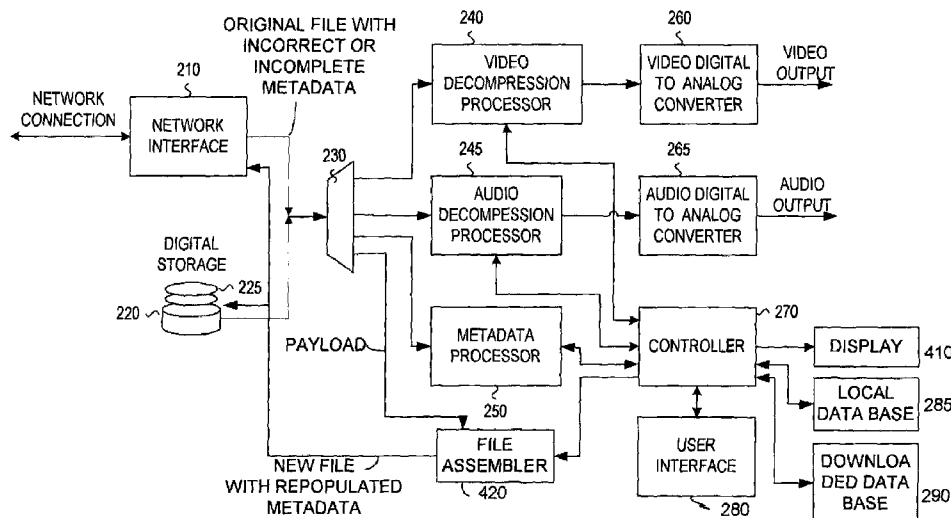 ORIGINAL FILE WITH
INCORRECT OR
INCOMPLETE
METADATA
240
VIDEO
DECOMPRESSION
PROCESSOR
260
VIDEO DIGITAL
TO ANALOG
CONVERTER
VIDEO
OUTPUT
210
NETWORK
CONNECTION
NETWORK
INTERFACE
230
245
AUDIO
DECOMPESSION
PROCESSOR
265
AUDIO DIGITAL
TO ANALOG
CONVERTER
AUDIO
OUTPUT
DIGITAL
STORAGE
225
220
PAYLOAD
METADATA
PROCESSOR
250
270
CONTROLLER
DISPLAY
410
LOCAL
DATA BASE
285
FILE
ASSEMBLER
420
USER
INTERFACE
280
DOWNLOA
DED DATA
BASE
290
NEW FILE
WITH REPOPULATED
METADATA